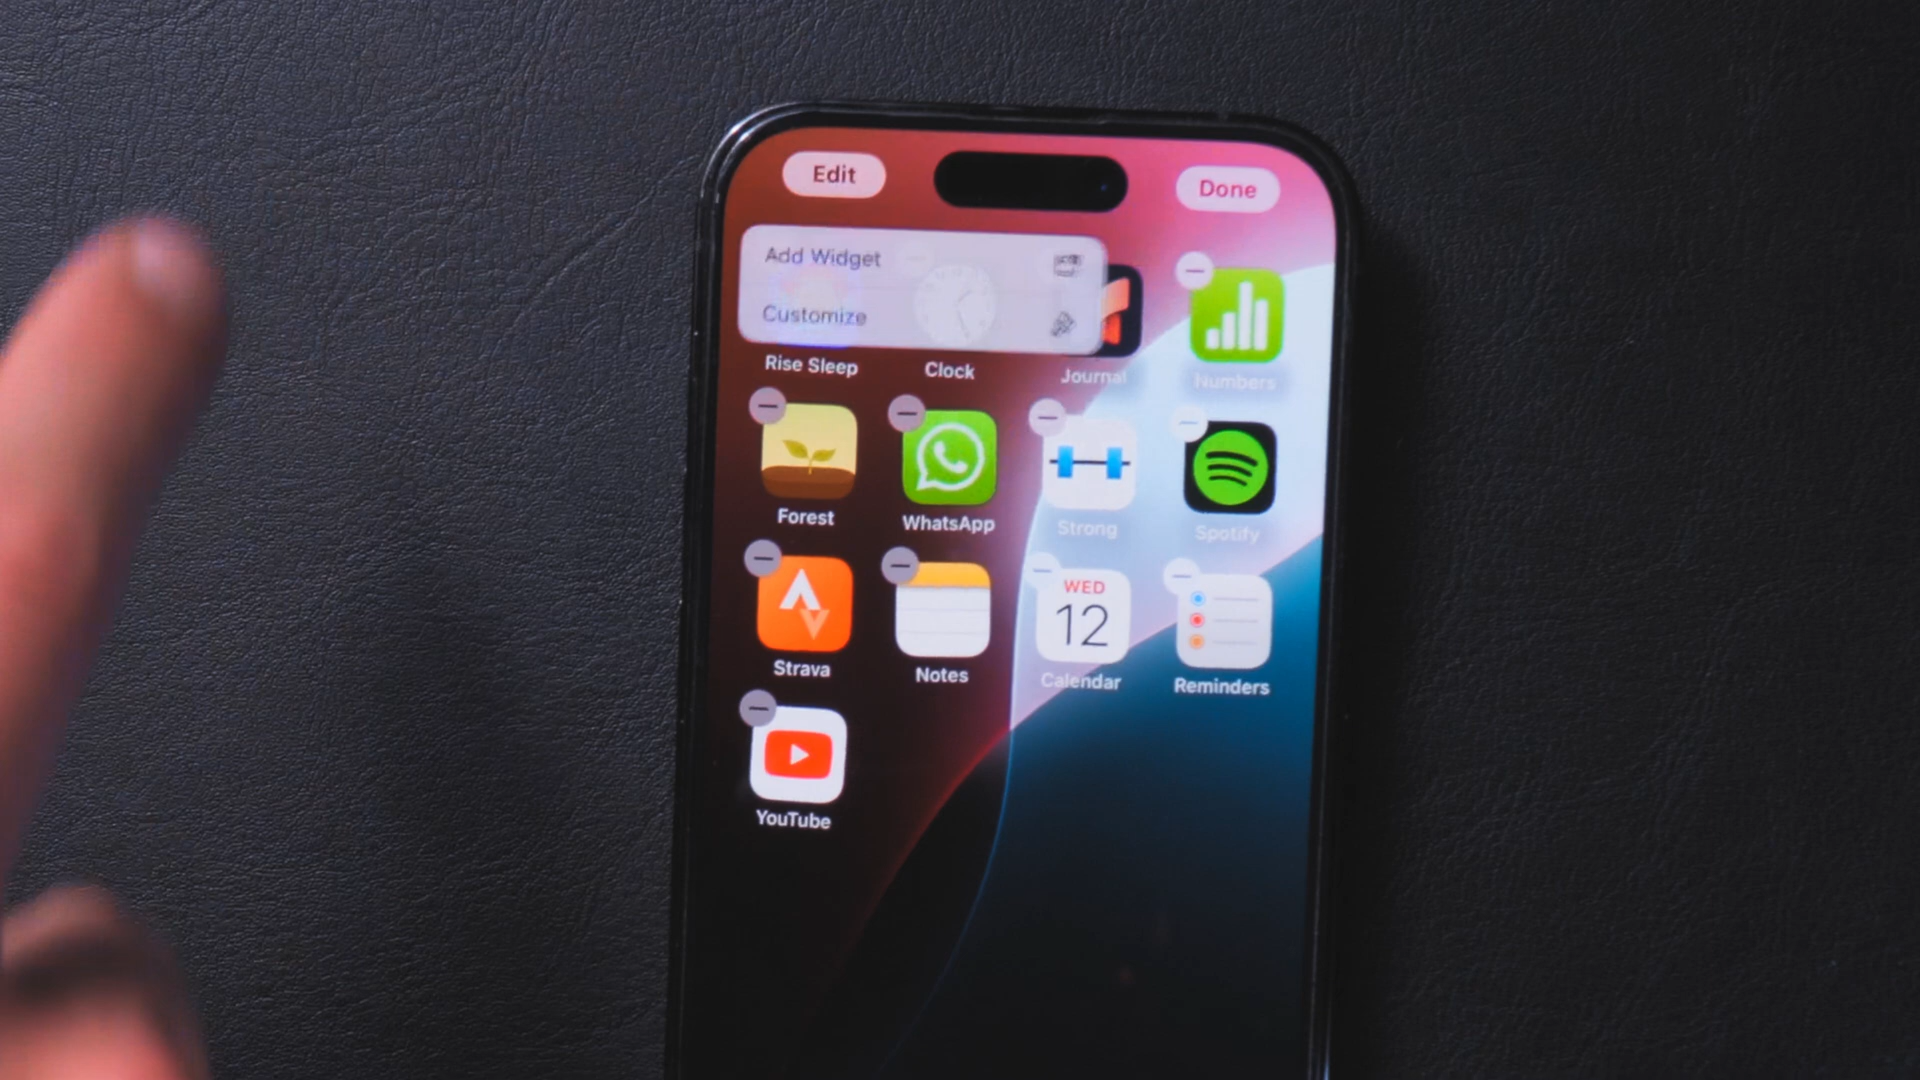 Edit
Done
Add Widget
Customize
Rise Sleep
Clock
Journal
Numbers
Forest
WhatsApp
Strong
Spotify
WED
12
Strava
Notes
Calendar
Reminders
YouTube